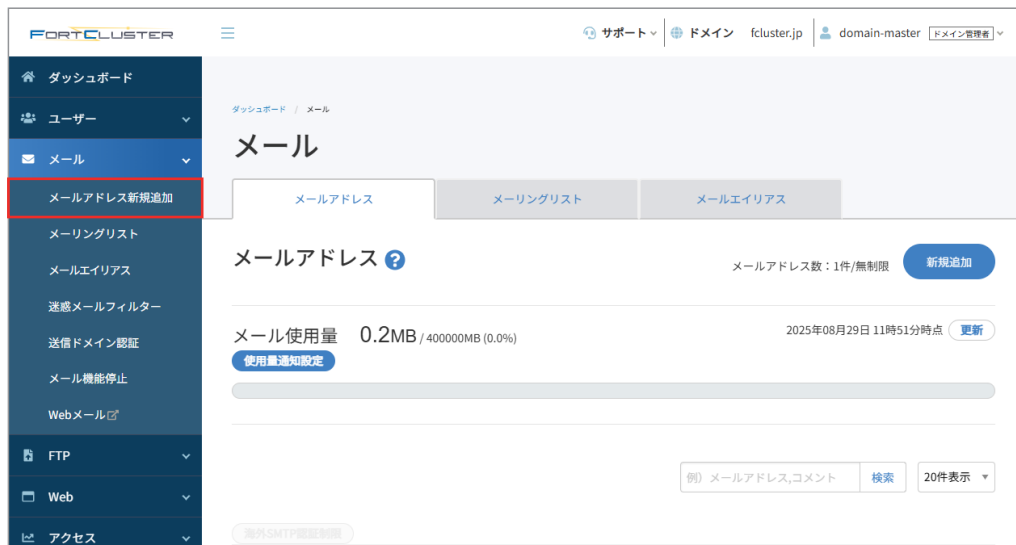 FORTCLUSTER
サポート
ドメイン fcluster.jp
domain-master ドメイン管理者
ダッシュボード
ユーザー
メール
メールアドレス新規追加
メーリングリスト
メールエイリアス
迷惑メールフィルター
送信ドメイン認証
メール機能停止
Webメール
FTP
Web
アクセス
ダッシュボード / メール
メール
メールアドレス
メーリングリスト
メールエイリアス
メールアドレス ?
メールアドレス数：1件/無制限
新規追加
メール使用量 0.2MB / 400000MB (0.0%)
2025年08月29日 11時51分時点 更新
使用量通知設定
例）メールアドレス,コメント 検索 20件表示
海外SMTP認証制限